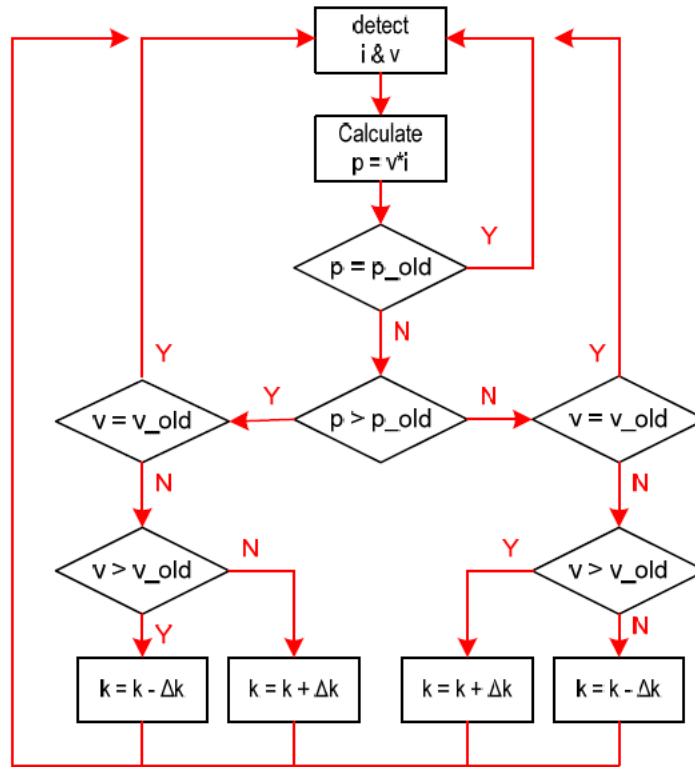 detect
i & v
Calculate
p = v*i
Y
p = p_old
N
Y
Y
Y
N
v = v_old
p > p_old
v = v_old
N
N
N
Y
v > v_old
v > v_old
Y
N
k = k - Δk
k = k + Δk
k = k + Δk
k = k - Δk